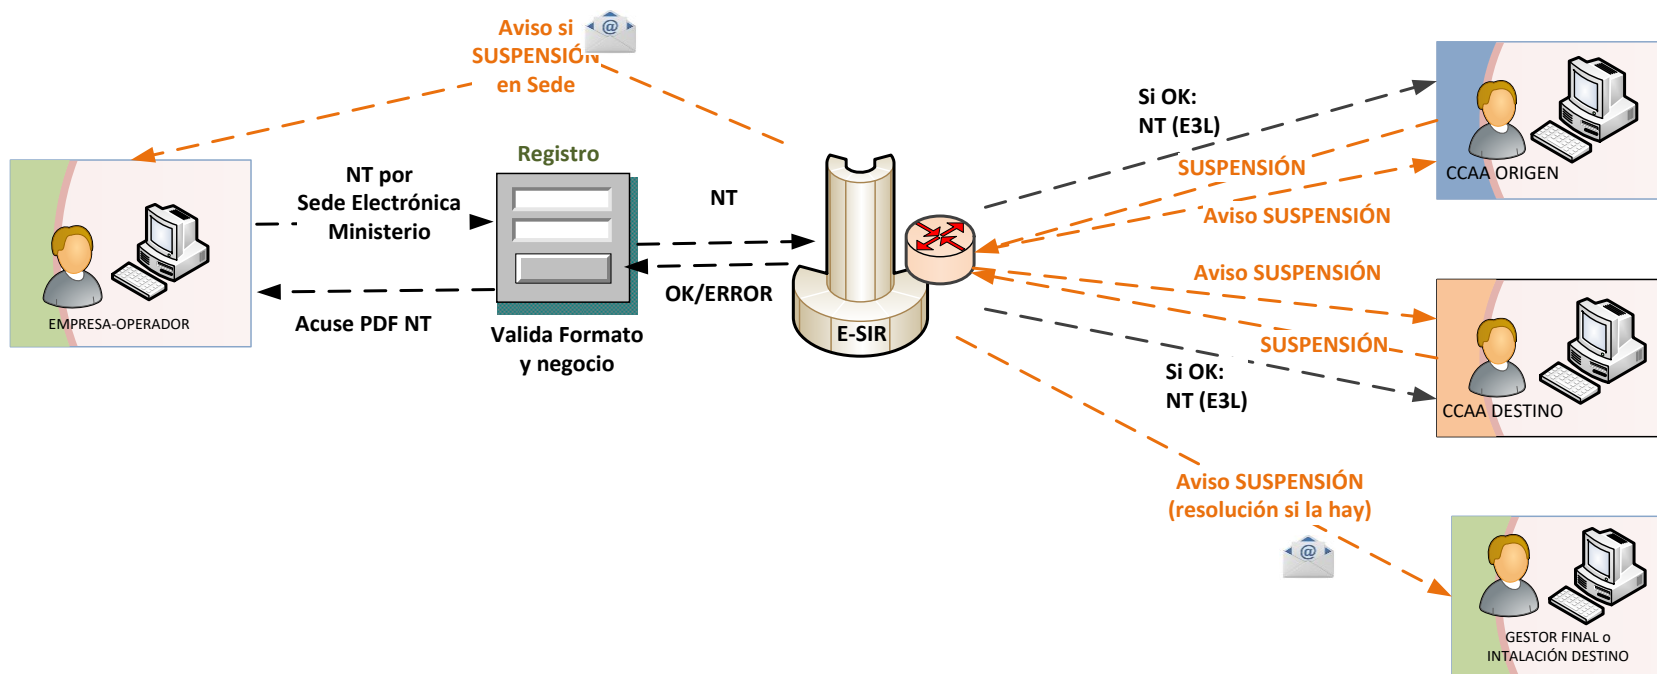 Aviso si
SUSPENSIÓN
en Sede
@
Registro
NT por
Sede Electrónica
Ministerio
NT
EMPRESA-OPERADOR
Acuse PDF NT
OK/ERROR
Valida Formato
y negocio
E-SIR
Si OK:
NT (E3L)
SUSPENSIÓN
Aviso SUSPENSIÓN
CCAA ORIGEN
Aviso SUSPENSIÓN
SUSPENSIÓN
Si OK:
NT (E3L)
CCAA DESTINO
Aviso SUSPENSIÓN
(resolución si la hay)
@
GESTOR FINAL o
INTALACIÓN DESTINO